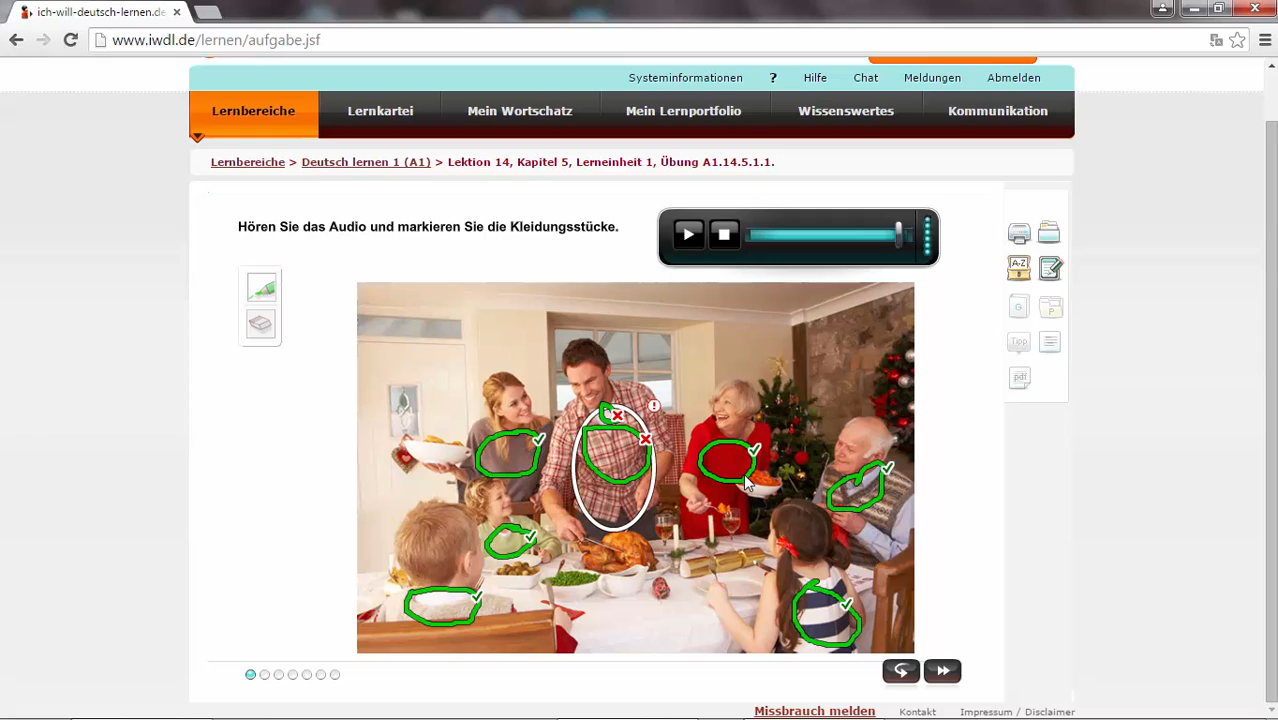 ich-will-deutsch-lernen.de
www.iwdl.de/lernen/aufgabe.jsf
Systeminformationen ? Hilfe Chat Meldungen Abmelden
Lernbereiche Lernkartei Mein Wortschatz Mein Lernportfolio Wissenswertes Kommunikation
Lernbereiche > Deutsch lernen 1 (A1) > Lektion 14, Kapitel 5, Lerneinheit 1, Übung A1.14.5.1.1.
Hören Sie das Audio und markieren Sie die Kleidungsstücke.
A-Z
G P
Tipp
pdf
Missbrauch melden Kontakt Impressum / Disclaimer